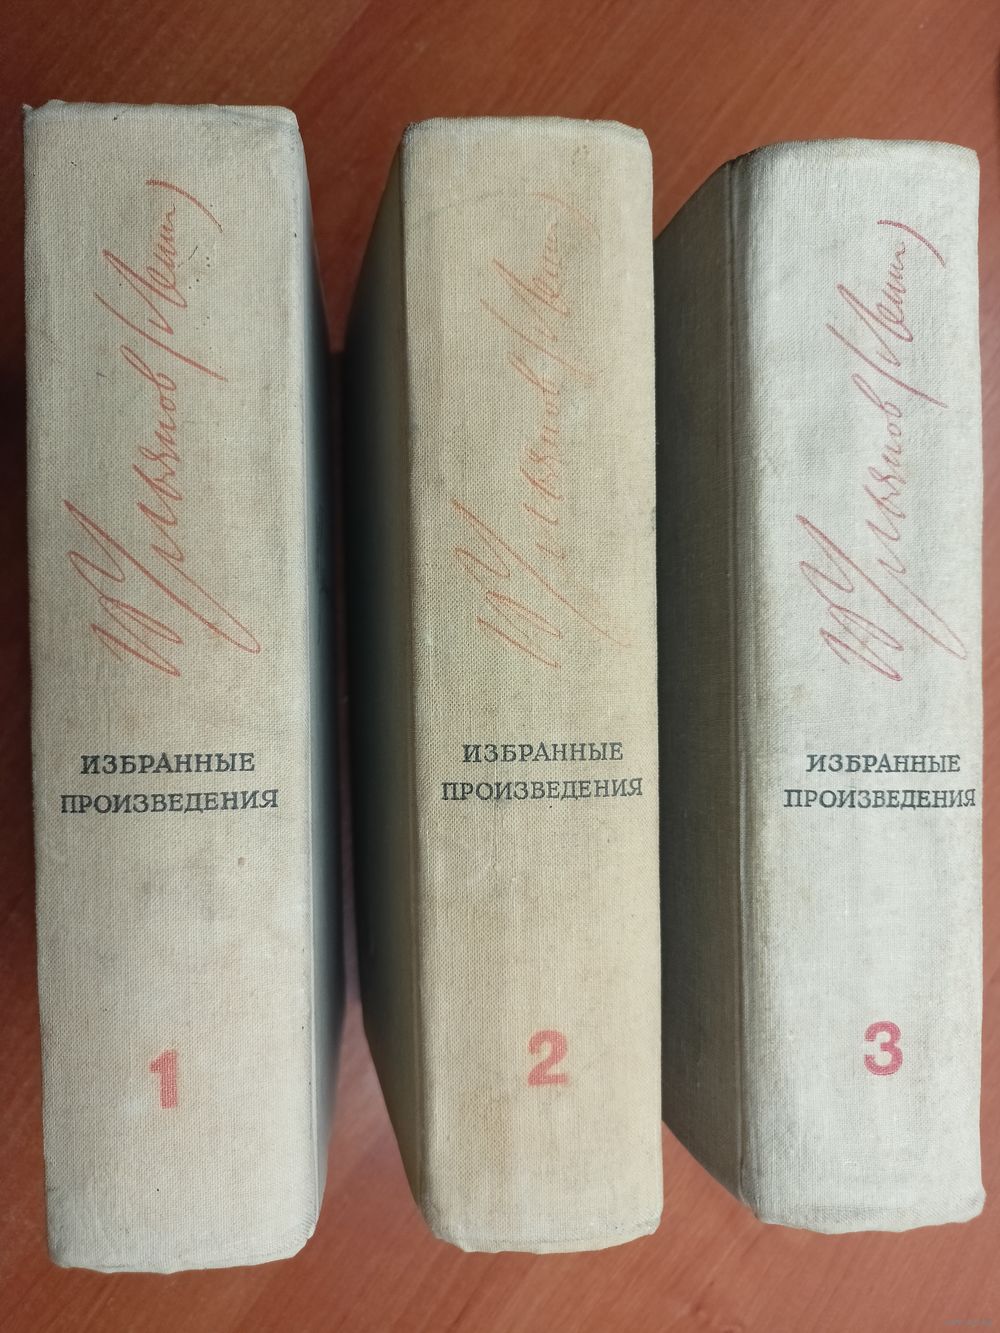 В. Ульянов (Ленин)
ИЗБРАННЫЕ
ПРОИЗВЕДЕНИЯ
1
В. Ульянов (Ленин)
ИЗБРАННЫЕ
ПРОИЗВЕДЕНИЯ
2
В. Ульянов (Ленин)
ИЗБРАННЫЕ
ПРОИЗВЕДЕНИЯ
3